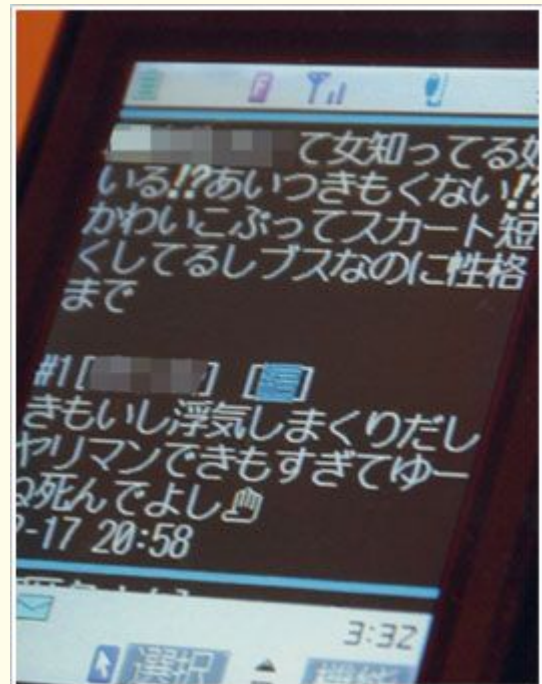 て女知ってる奴
いる!?あいつきもくない!?
かわいこぶってスカート短
くしてるしブスなのに性格
まで
#1[ ] [ ]
きもいし浮気しまくりだし
ヤリマンできもすぎてゆー
ね死んでよし
-17 20:58
3:32
選択
機能